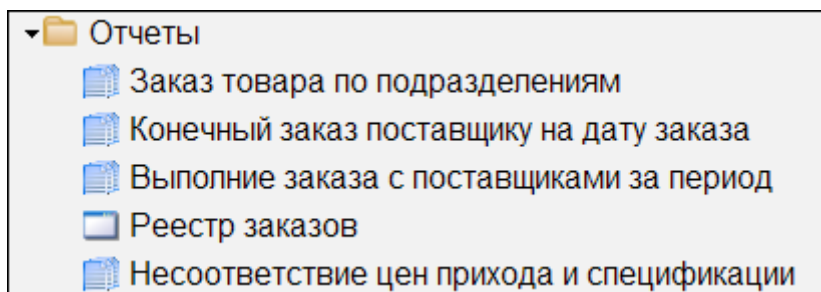 Отчеты
Заказ товара по подразделениям
Конечный заказ поставщику на дату заказа
Выполние заказа с поставщиками за период
Реестр заказов
Несоответствие цен прихода и спецификации